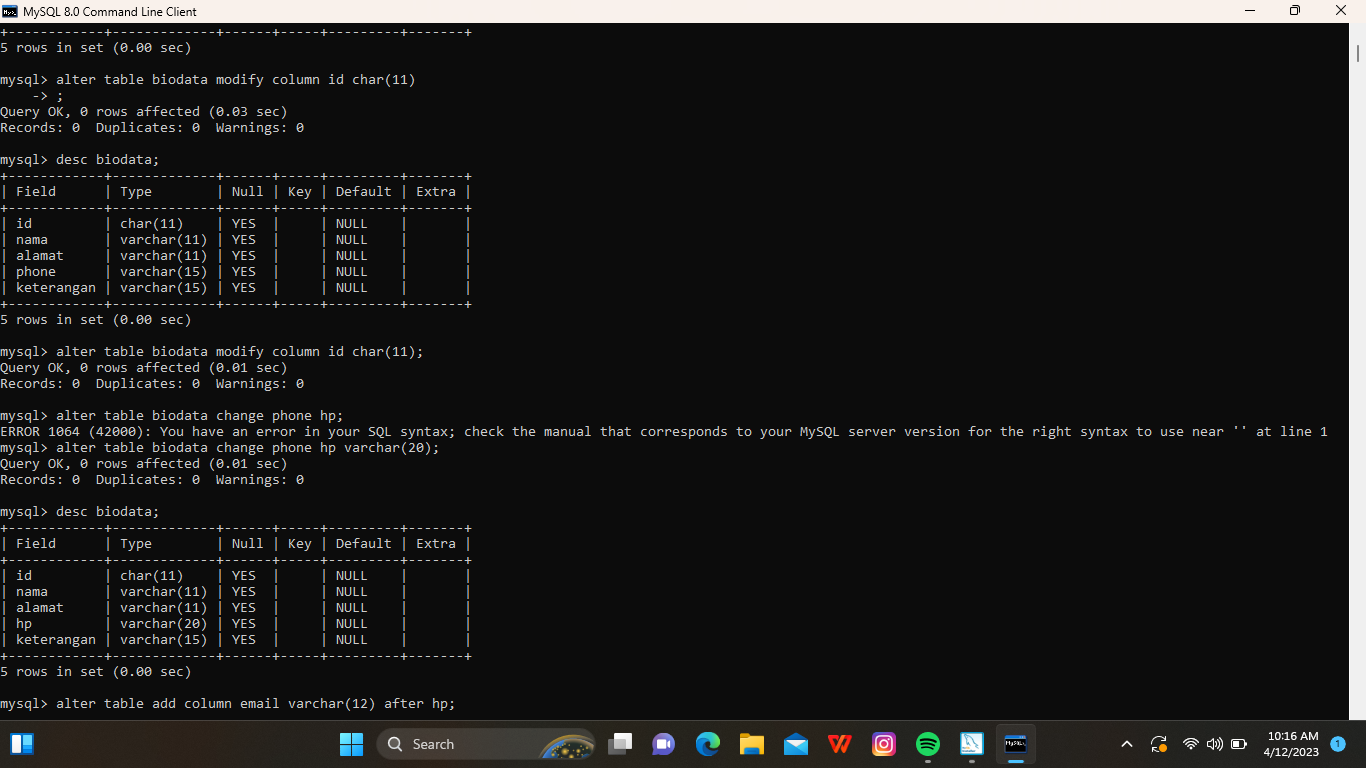 MySQL 8.0 Command Line Client
+------------+-------------+------+-----+---------+-------+
5 rows in set (0.00 sec)
mysql> alter table biodata modify column id char(11)
    -> ;
Query OK, 0 rows affected (0.03 sec)
Records: 0  Duplicates: 0  Warnings: 0
mysql> desc biodata;
+------------+-------------+------+-----+---------+-------+
| Field      | Type        | Null | Key | Default | Extra |
+------------+-------------+------+-----+---------+-------+
| id         | char(11)    | YES  |     | NULL    |       |
| nama       | varchar(11) | YES  |     | NULL    |       |
| alamat     | varchar(11) | YES  |     | NULL    |       |
| phone      | varchar(15) | YES  |     | NULL    |       |
| keterangan | varchar(15) | YES  |     | NULL    |       |
+------------+-------------+------+-----+---------+-------+
5 rows in set (0.00 sec)
mysql> alter table biodata modify column id char(11);
Query OK, 0 rows affected (0.01 sec)
Records: 0  Duplicates: 0  Warnings: 0
mysql> alter table biodata change phone hp;
ERROR 1064 (42000): You have an error in your SQL syntax; check the manual that corresponds to your MySQL server version for the right syntax to use near '' at line 1
mysql> alter table biodata change phone hp varchar(20);
Query OK, 0 rows affected (0.01 sec)
Records: 0  Duplicates: 0  Warnings: 0
mysql> desc biodata;
+------------+-------------+------+-----+---------+-------+
| Field      | Type        | Null | Key | Default | Extra |
+------------+-------------+------+-----+---------+-------+
| id         | char(11)    | YES  |     | NULL    |       |
| nama       | varchar(11) | YES  |     | NULL    |       |
| alamat     | varchar(11) | YES  |     | NULL    |       |
| hp         | varchar(20) | YES  |     | NULL    |       |
| keterangan | varchar(15) | YES  |     | NULL    |       |
+------------+-------------+------+-----+---------+-------+
5 rows in set (0.00 sec)
mysql> alter table add column email varchar(12) after hp;
Search
10:16 AM
4/12/2023
1